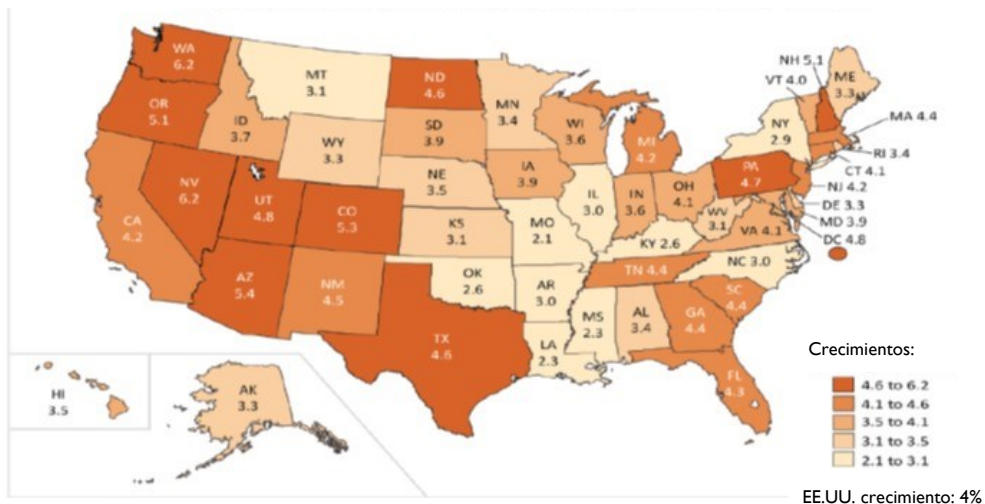 WA
6.2
OR
5.1
CA
4.2
NV
6.2
ID
3.7
MT
3.1
WY
3.3
UT
4.8
CO
5.3
AZ
5.4
NM
4.5
ND
4.6
SD
3.9
NE
3.5
KS
3.1
OK
2.6
TX
4.6
MN
3.4
IA
3.9
MO
2.1
AR
3.0
LA
2.3
WI
3.6
IL
3.0
MI
4.2
IN
3.6
OH
4.1
KY 2.6
TN 4.4
MS
2.3
AL
3.4
GA
4.4
FL
4.3
SC
4.4
NC 3.0
VA 4.1
WV
3.1
PA
4.7
NY
2.9
VT 4.0
NH 5.1
ME
3.3
MA 4.4
RI 3.4
CT 4.1
NJ 4.2
DE 3.3
MD 3.9
DC 4.8
HI
3.5
AK
3.3
Crecimientos:
4.6 to 6.2
4.1 to 4.6
3.5 to 4.1
3.1 to 3.5
2.1 to 3.1
EE.UU. crecimiento: 4%